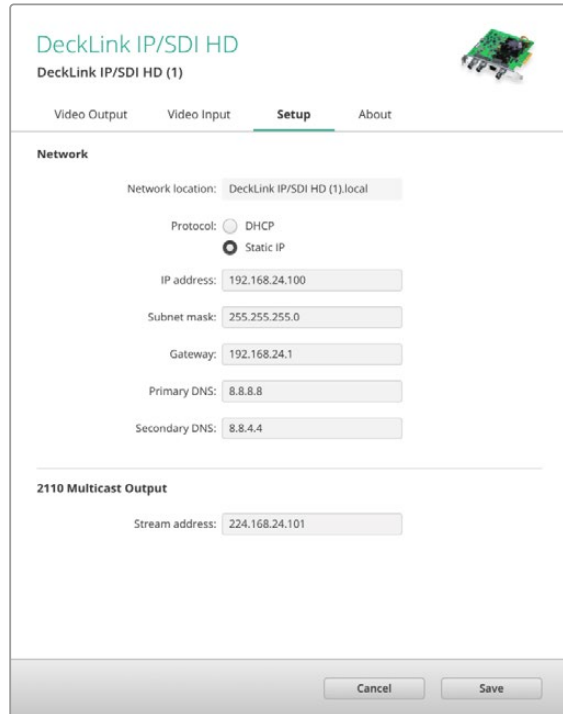 DeckLink IP/SDI HD
DeckLink IP/SDI HD (1)
Video Output Video Input Setup About
Network
Network location: DeckLink IP/SDI HD (1).local
Protocol: DHCP
Static IP
IP address: 192.168.24.100
Subnet mask: 255.255.255.0
Gateway: 192.168.24.1
Primary DNS: 8.8.8.8
Secondary DNS: 8.8.4.4
2110 Multicast Output
Stream address: 224.168.24.101
Cancel Save